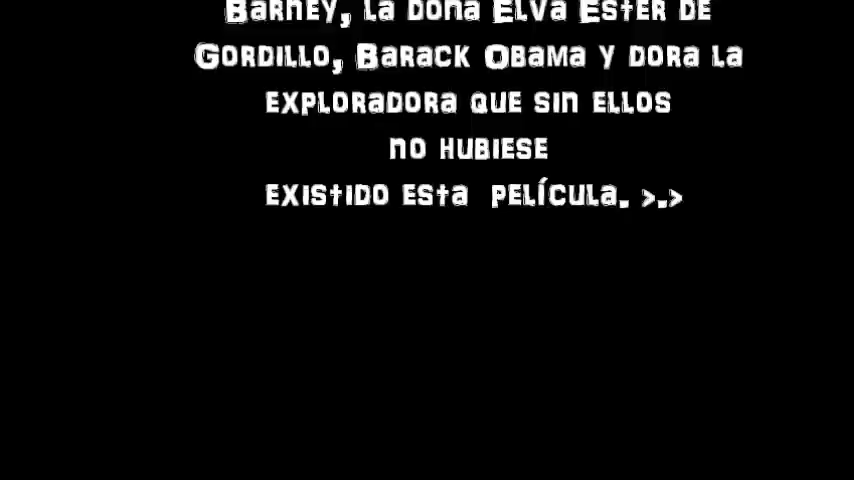 Barney, la doña Elva Ester de
Gordillo, Barack Obama y dora la
exploradora que sin ellos
no hubiese
existido esta película. >.>